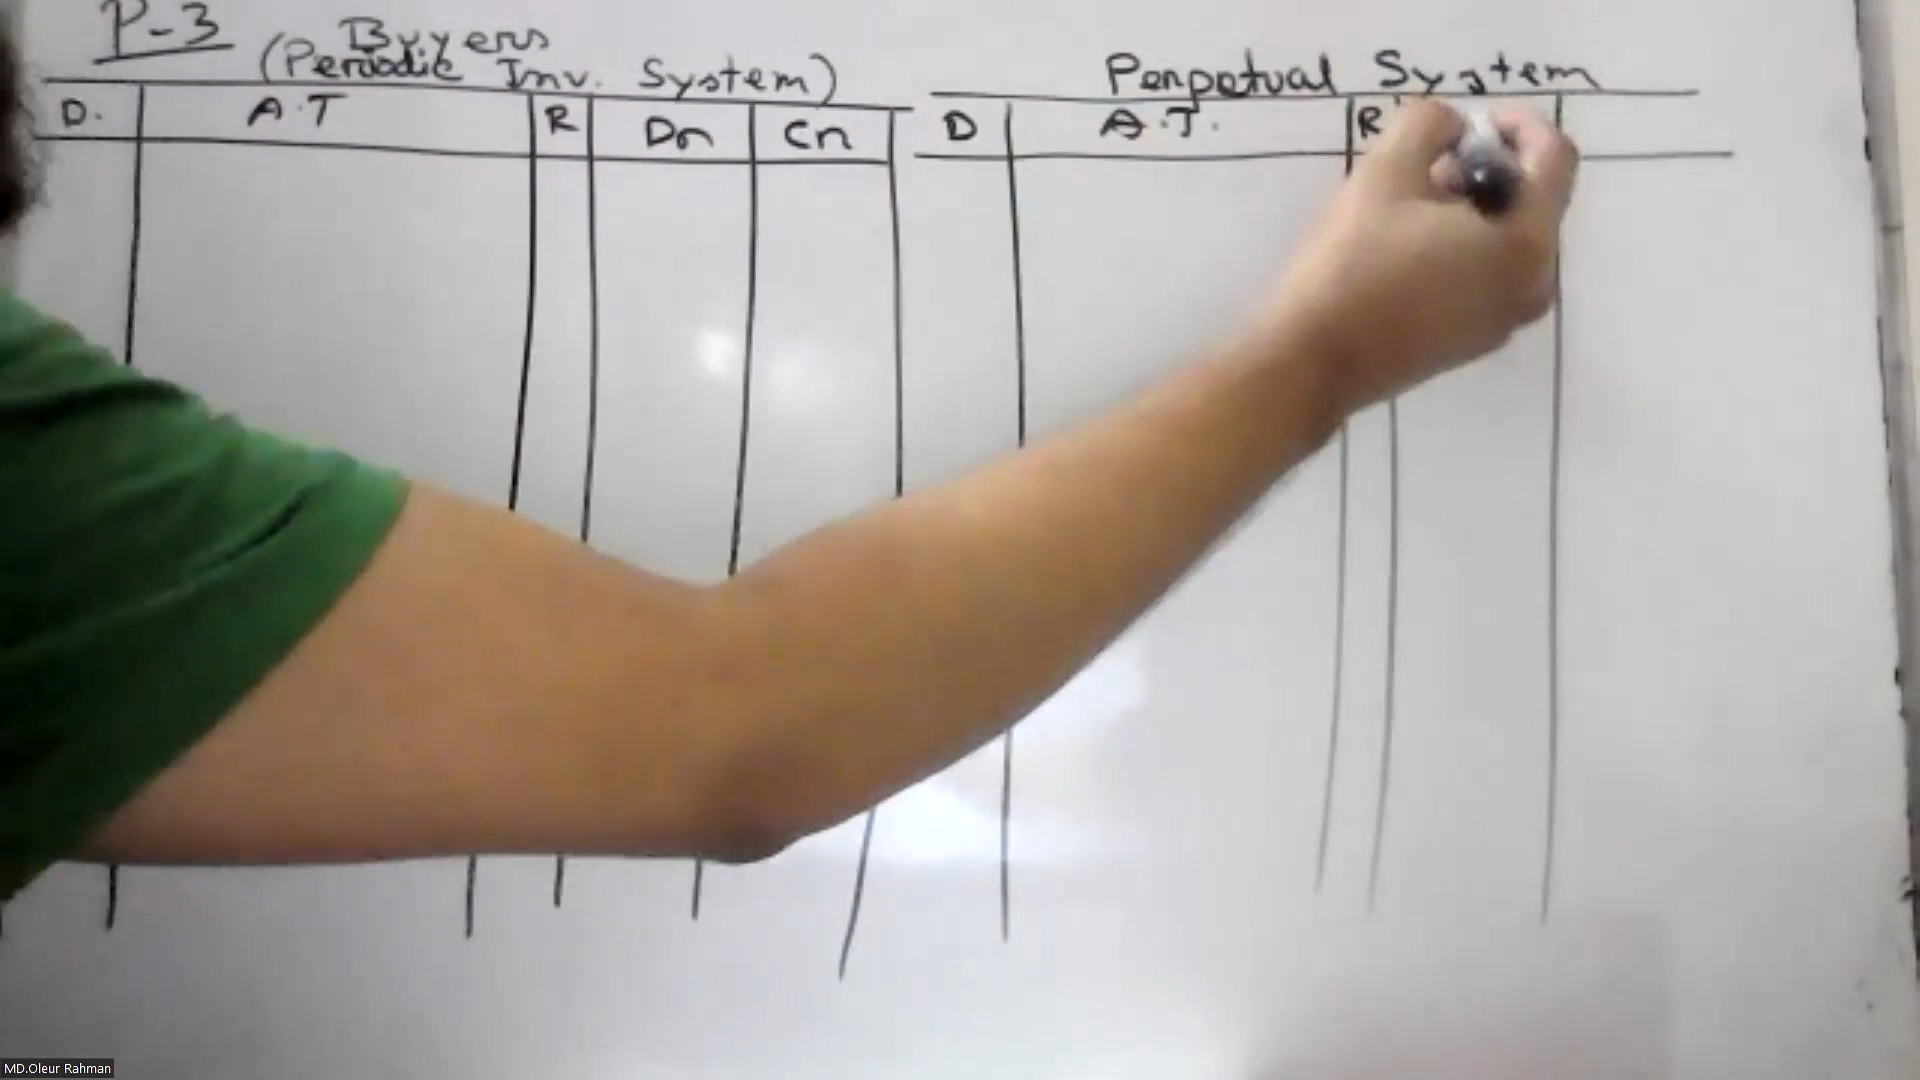 P-3
Buyers
(Periodic Inv. System)
D. A.T R Dr Cr
Perpetual System
D A.T. R
MD.Oleur Rahman